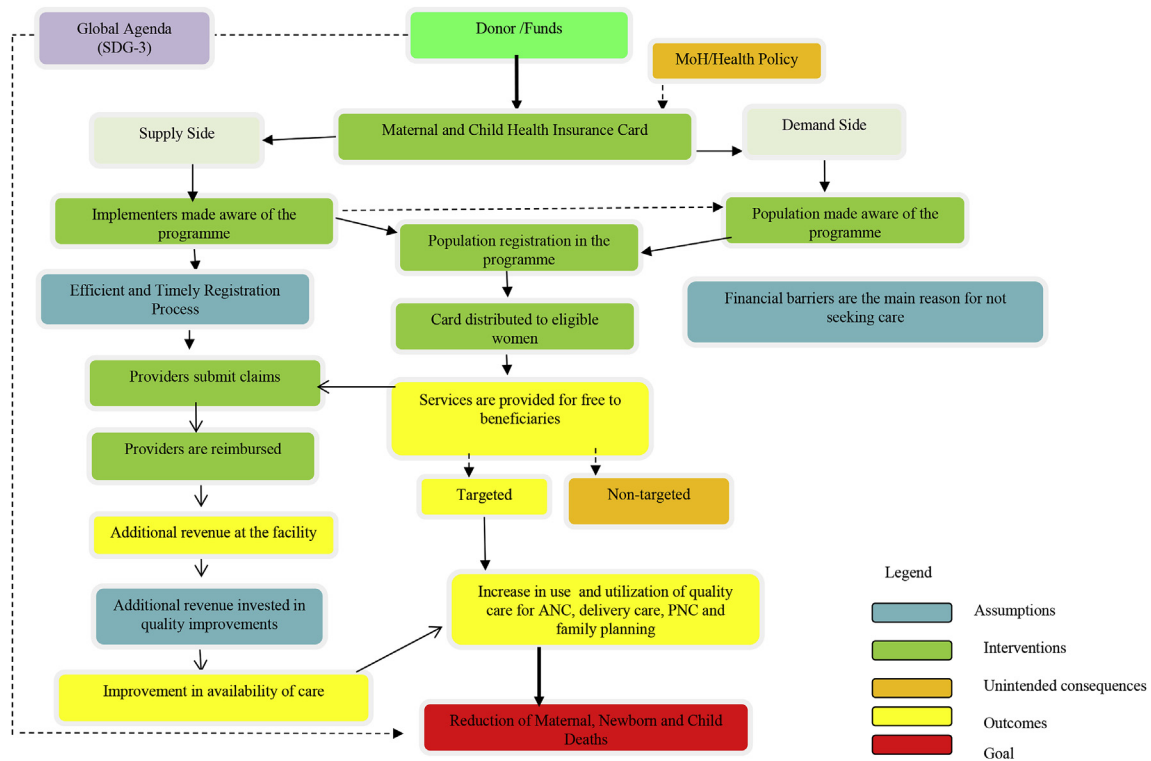 Global Agenda
(SDG-3)
Donor /Funds
MoH/Health Policy
Supply Side
Maternal and Child Health Insurance Card
Demand Side
Implementers made aware of the
programme
Population registration in the
programme
Population made aware of the
programme
Efficient and Timely Registration
Process
Card distributed to eligible
women
Financial barriers are the main reason for not
seeking care
Providers submit claims
Services are provided for free to
beneficiaries
Providers are reimbursed
Targeted
Non-targeted
Additional revenue at the facility
Additional revenue invested in
quality improvements
Increase in use and utilization of quality
care for ANC, delivery care, PNC and
family planning
Improvement in availability of care
Reduction of Maternal, Newborn and Child
Deaths
Legend
Assumptions
Interventions
Unintended consequences
Outcomes
Goal